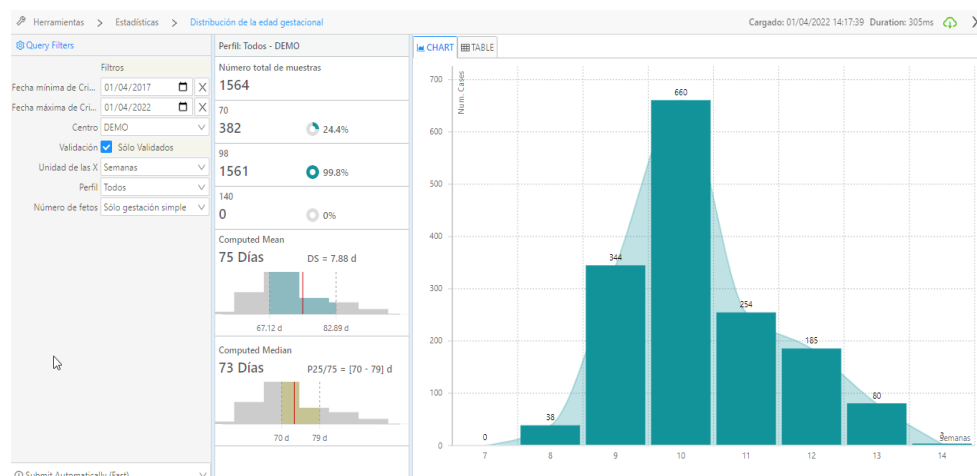 Herramientas > Estadísticas > Distribución de la edad gestacional
Cargado: 01/04/2022 14:17:39 Duration: 305ms
Query Filters
Filtros
Fecha mínima de Cri... 01/04/2017 X
Fecha máxima de Cri... 01/04/2022 X
Centro DEMO
Validación Sólo Validados
Unidad de las X Semanas
Perfil Todos
Número de fetos Sólo gestación simple
Submit Automatically (Fast)
Perfil: Todos - DEMO
Número total de muestras
1564
70
382 24.4%
98
1561 99.8%
140
0 0%
Computed Mean
75 Días DS = 7.88 d
67.12 d 82.89 d
Computed Median
73 Días P25/75 = [70 - 79] d
70 d 79 d
CHART TABLE
Nom. Cases
700
600
500
400
300
200
100
0
0
38
344
660
254
185
80
Semanas
7 8 9 10 11 12 13 14